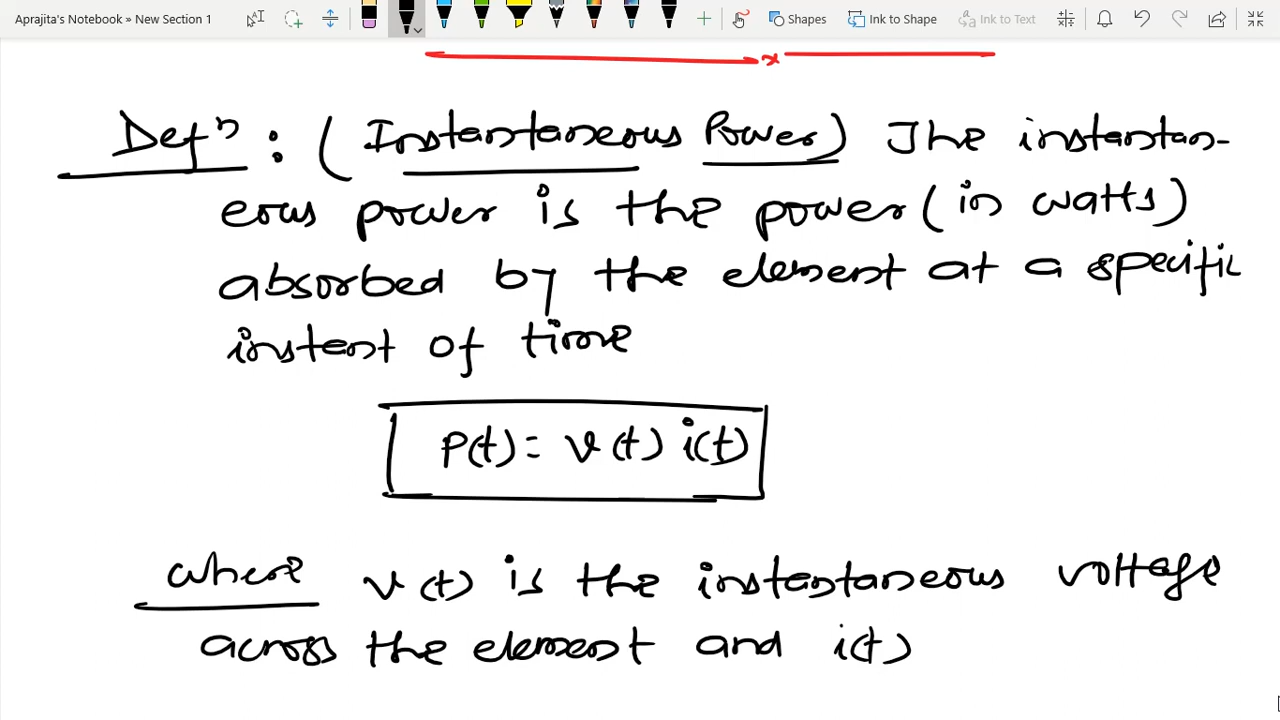 Aprajita's Notebook » New Section 1
Shapes
Ink to Shape
Ink to Text
Defⁿ : (Instantaneous Power) The instantan-
eous power is the power (in watts)
absorbed by the element at a specific
instant of time
P(t) = v(t) i(t)
where v(t) is the instantaneous voltage
across the element and i(t)